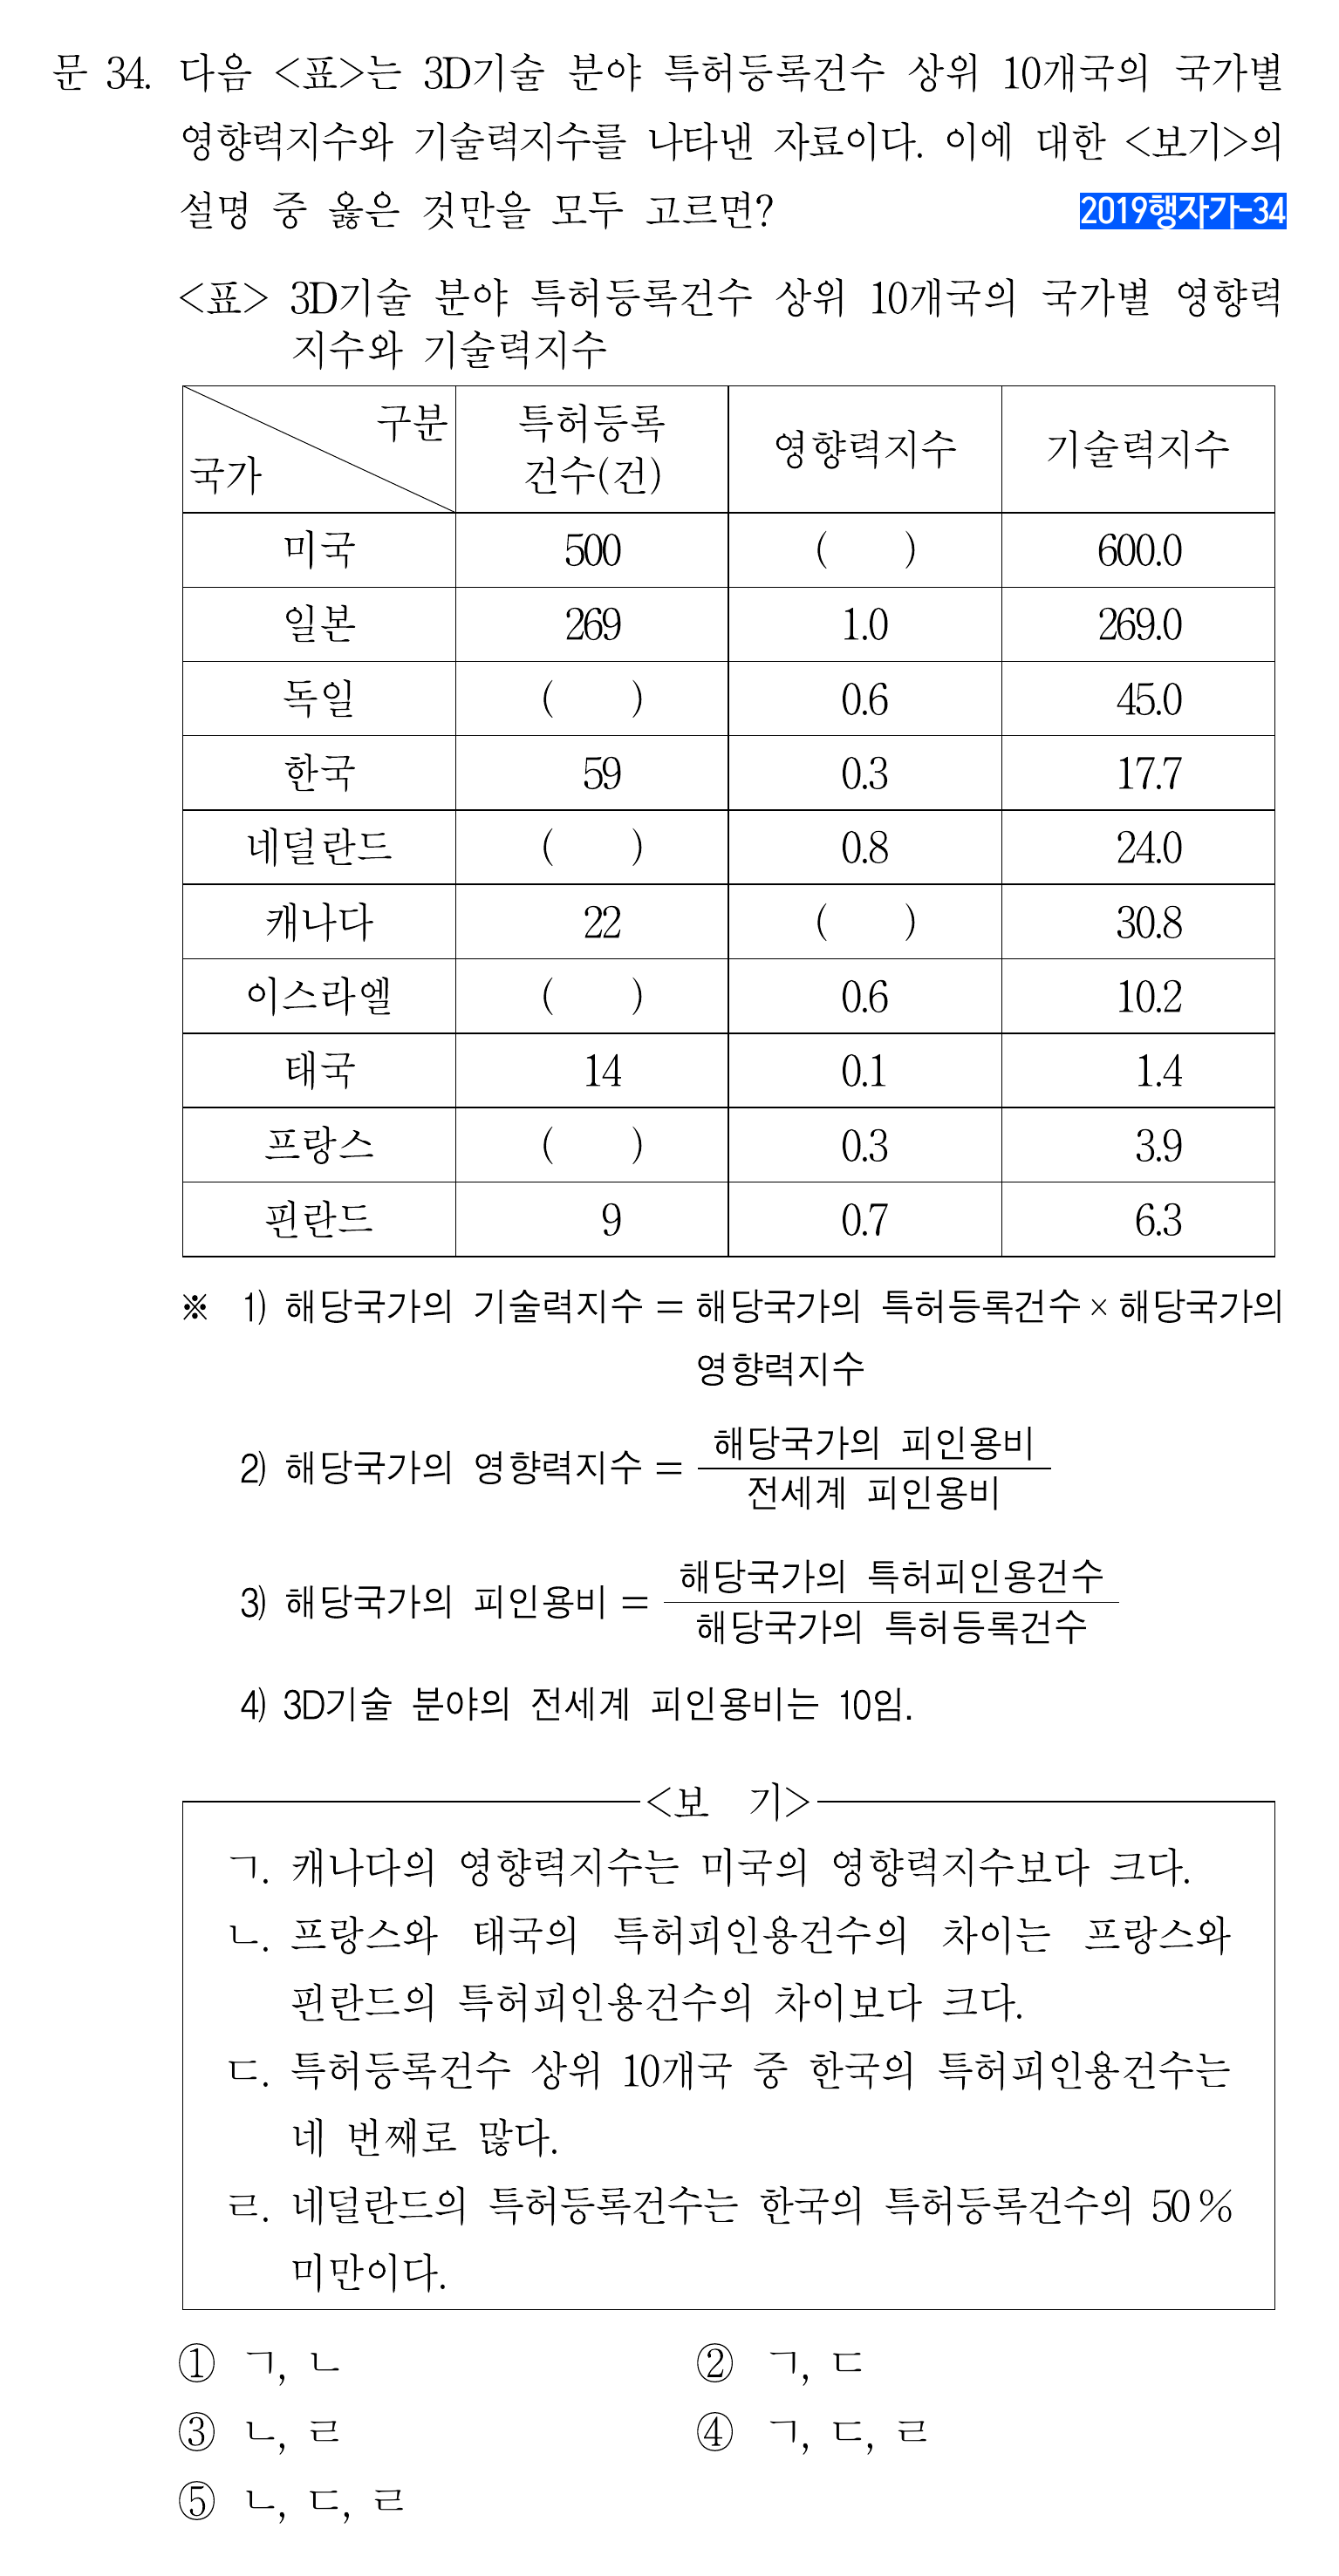 문 34. 다음 <표>는 3D기술 분야 특허등록건수 상위 10개국의 국가별
영향력지수와 기술력지수를 나타낸 자료이다. 이에 대한 <보기>의
설명 중 옳은 것만을 모두 고르면?
2019행자가-34
<표> 3D기술 분야 특허등록건수 상위 10개국의 국가별 영향력
지수와 기술력지수
구분
국가
특허등록
건수(건)
영향력지수
기술력지수
미국 500 ( ) 600.0
일본 269 1.0 269.0
독일 ( ) 0.6 45.0
한국 59 0.3 17.7
네덜란드 ( ) 0.8 24.0
캐나다 22 ( ) 30.8
이스라엘 ( ) 0.6 10.2
태국 14 0.1 1.4
프랑스 ( ) 0.3 3.9
핀란드 9 0.7 6.3
※ 1) 해당국가의 기술력지수 = 해당국가의 특허등록건수 × 해당국가의
영향력지수
2) 해당국가의 영향력지수 = 해당국가의 피인용비
전세계 피인용비
3) 해당국가의 피인용비 = 해당국가의 특허피인용건수
해당국가의 특허등록건수
4) 3D기술 분야의 전세계 피인용비는 10임.
<보 기>
ㄱ. 캐나다의 영향력지수는 미국의 영향력지수보다 크다.
ㄴ. 프랑스와 태국의 특허피인용건수의 차이는 프랑스와
핀란드의 특허피인용건수의 차이보다 크다.
ㄷ. 특허등록건수 상위 10개국 중 한국의 특허피인용건수는
네 번째로 많다.
ㄹ. 네덜란드의 특허등록건수는 한국의 특허등록건수의 50%
미만이다.
① ㄱ, ㄴ ② ㄱ, ㄷ
③ ㄴ, ㄹ ④ ㄱ, ㄷ, ㄹ
⑤ ㄴ, ㄷ, ㄹ